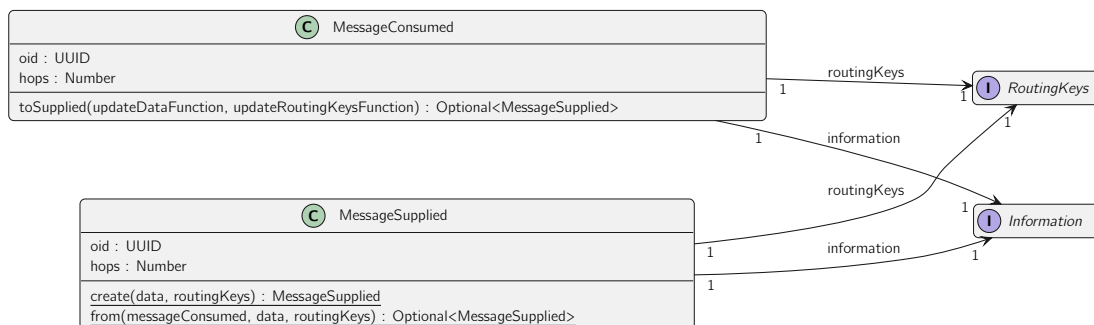 C MessageConsumed
oid : UUID
hops : Number
toSupplied(updateDataFunction, updateRoutingKeysFunction) : Optional<MessageSupplied>
routingKeys
1
1
I RoutingKeys
1
information
1
routingKeys
1
I Information
C MessageSupplied
oid : UUID
hops : Number
create(data, routingKeys) : MessageSupplied
from(messageConsumed, data, routingKeys) : Optional<MessageSupplied>
1
information
1
1